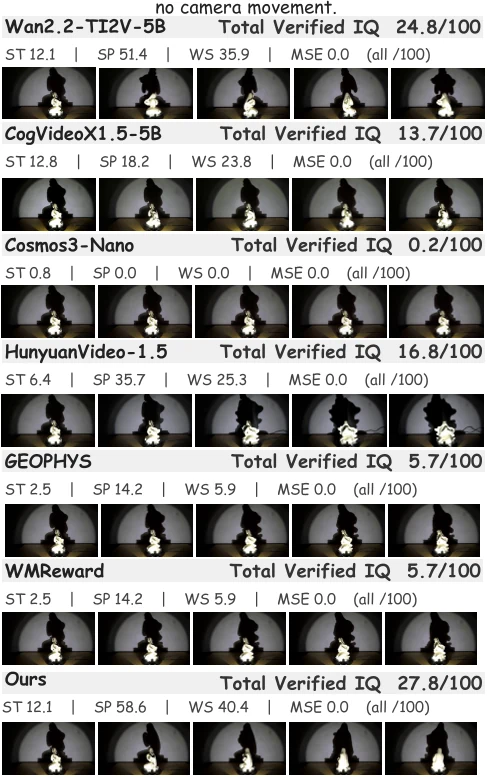 no camera movement.
Wan2.2-TI2V-5B Total Verified IQ 24.8/100
ST 12.1 | SP 51.4 | WS 35.9 | MSE 0.0 (all /100)
CogVideoX1.5-5B Total Verified IQ 13.7/100
ST 12.8 | SP 18.2 | WS 23.8 | MSE 0.0 (all /100)
Cosmos3-Nano Total Verified IQ 0.2/100
ST 0.8 | SP 0.0 | WS 0.0 | MSE 0.0 (all /100)
HunyuanVideo-1.5 Total Verified IQ 16.8/100
ST 6.4 | SP 35.7 | WS 25.3 | MSE 0.0 (all /100)
GEOPHYS Total Verified IQ 5.7/100
ST 2.5 | SP 14.2 | WS 5.9 | MSE 0.0 (all /100)
WMReward Total Verified IQ 5.7/100
ST 2.5 | SP 14.2 | WS 5.9 | MSE 0.0 (all /100)
Ours Total Verified IQ 27.8/100
ST 12.1 | SP 58.6 | WS 40.4 | MSE 0.0 (all /100)